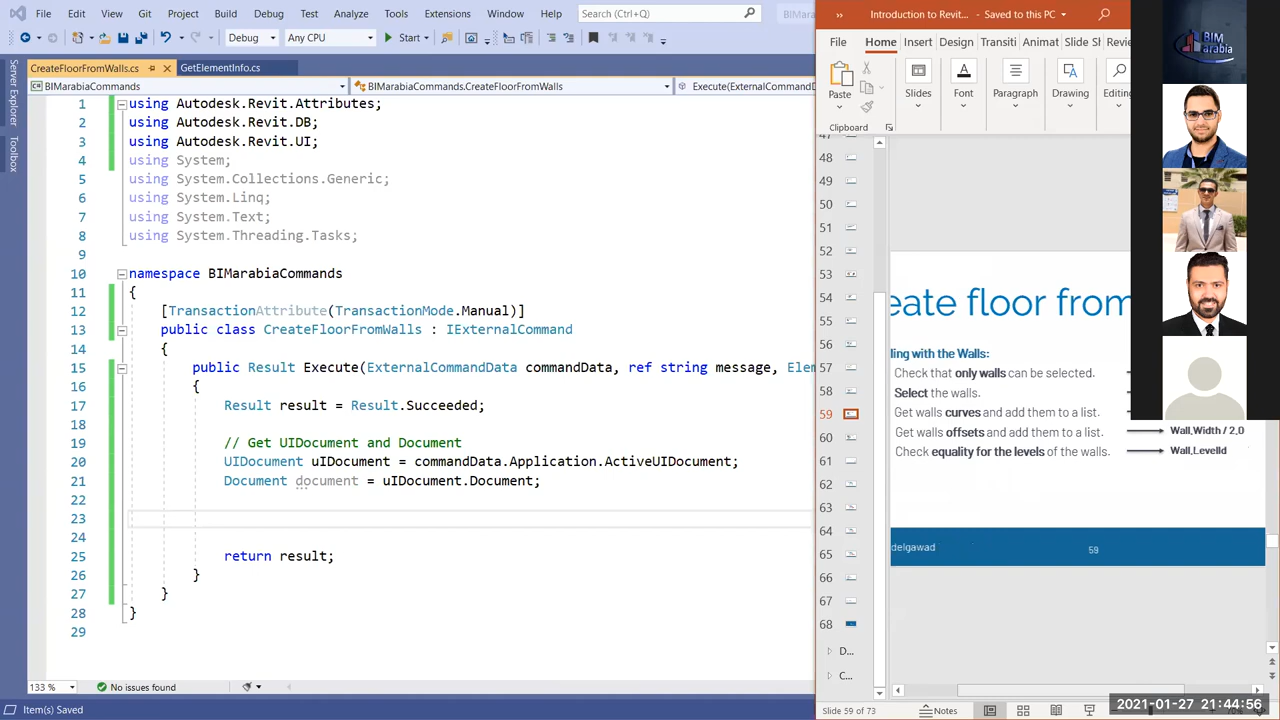 File Edit View Git Project Build Debug Test Analyze Tools Extensions Window Help Search (Ctrl+Q)
Debug Any CPU Start
CreateFloorFromWalls.cs GetElementInfo.cs
BIMarabiaCommands BIMarabiaCommands.CreateFloorFromWalls Execute(ExternalCommandD
Server Explorer
Toolbox
1 using Autodesk.Revit.Attributes;
2 using Autodesk.Revit.DB;
3 using Autodesk.Revit.UI;
4 using System;
5 using System.Collections.Generic;
6 using System.Linq;
7 using System.Text;
8 using System.Threading.Tasks;
9
10 namespace BIMarabiaCommands
11 {
12 [TransactionAttribute(TransactionMode.Manual)]
13 public class CreateFloorFromWalls : IExternalCommand
14 {
15 public Result Execute(ExternalCommandData commandData, ref string message, Elem
16 {
17 Result result = Result.Succeeded;
18
19 // Get UIDocument and Document
20 UIDocument uIDocument = commandData.Application.ActiveUIDocument;
21 Document document = uIDocument.Document;
22
23
24
25 return result;
26 }
27 }
28 }
29
133 % No issues found
Item(s) Saved
Introduction to Revit... - Saved to this PC
File Home Insert Design Transiti Animat Slide Sh Revie
Paste Slides Font Paragraph Drawing Editing
Clipboard
47
48
49
50
51
52
53
54
55
56
57
58
59
60
61
62
63
64
65
66
67
68
D...
C...
eate floor from
ling with the Walls:
Check that only walls can be selected.
Select the walls.
Get walls curves and add them to a list.
Get walls offsets and add them to a list.
Wall.Width / 2.0
Check equality for the levels of the walls.
Wall.LevelId
delgawad 59
Slide 59 of 73 Notes
BIM
arabia
2021-01-27 21:44:56